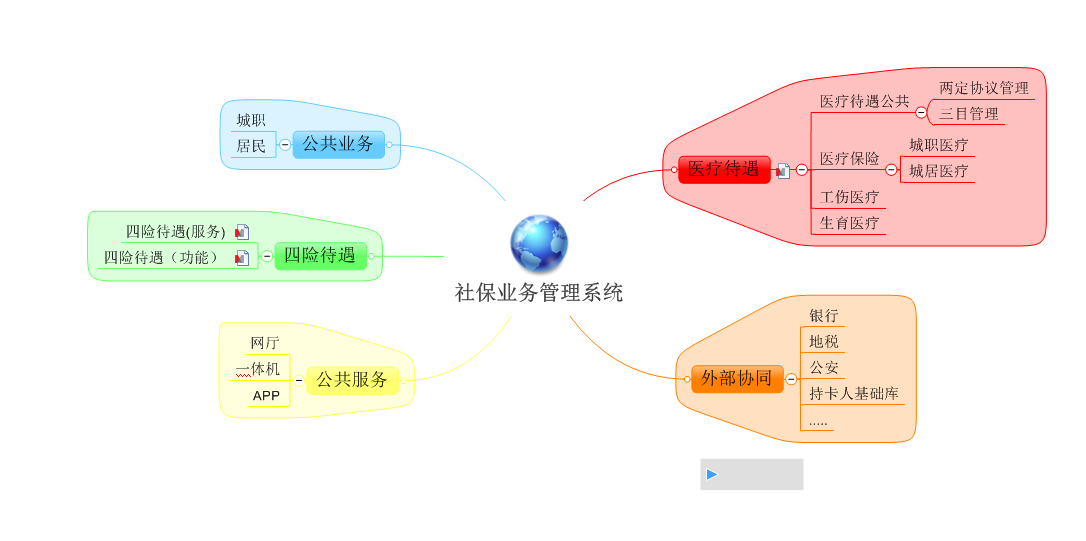 社保业务管理系统
公共业务
城职
居民
四险待遇
四险待遇(服务)
四险待遇（功能）
公共服务
网厅
一体机
APP
医疗待遇
医疗待遇公共
两定协议管理
三目管理
医疗保险
城职医疗
城居医疗
工伤医疗
生育医疗
外部协同
银行
地税
公安
持卡人基础库
.....